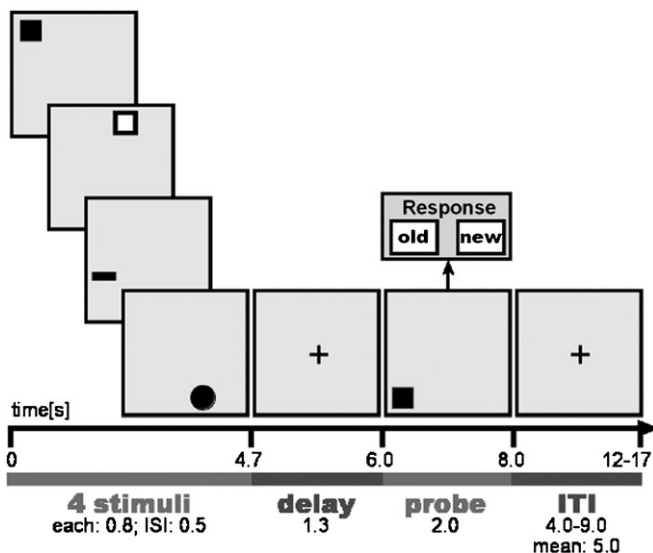 Response
old new
time[s]
0 4.7 6.0 8.0 12-17
4 stimuli delay probe ITI
each: 0.8; ISI: 0.5 1.3 2.0 4.0-9.0
mean: 5.0